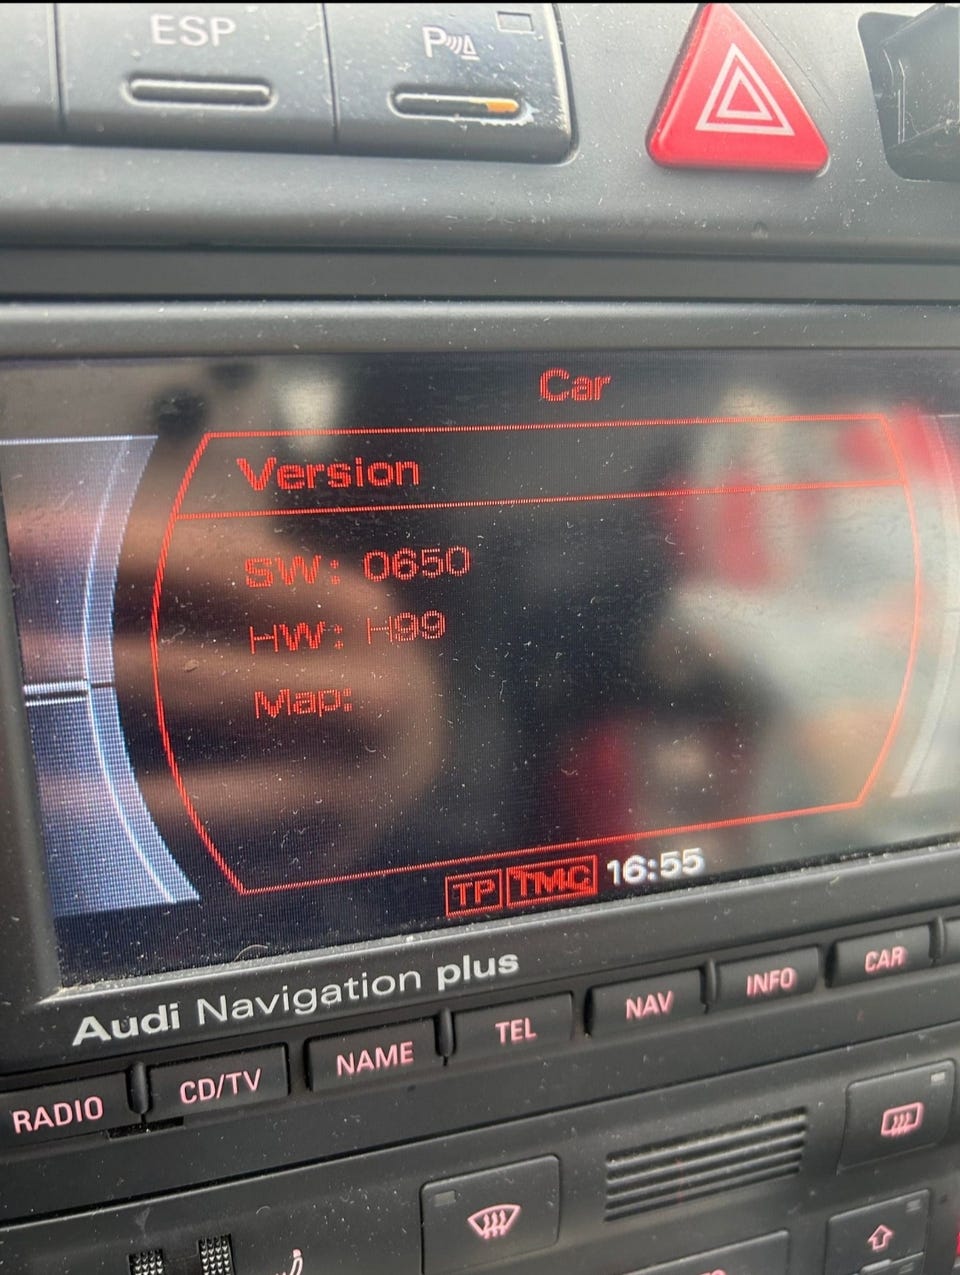 ESP
P
Car
Version
SW: 0650
HW: H99
Map:
TP TMC 16:55
Audi Navigation plus
RADIO CD/TV NAME TEL NAV INFO CAR